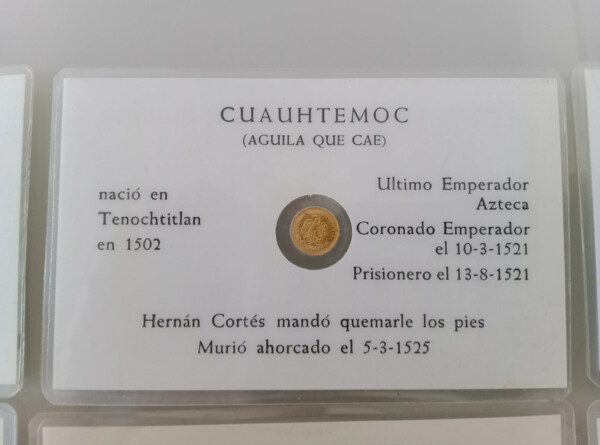 CUAUHTEMOC
(AGUILA QUE CAE)
nació en
Tenochtitlan
en 1502
Ultimo Emperador
Azteca
Coronado Emperador
el 10-3-1521
Prisionero el 13-8-1521
Hernán Cortés mandó quemarle los pies
Murió ahorcado el 5-3-1525